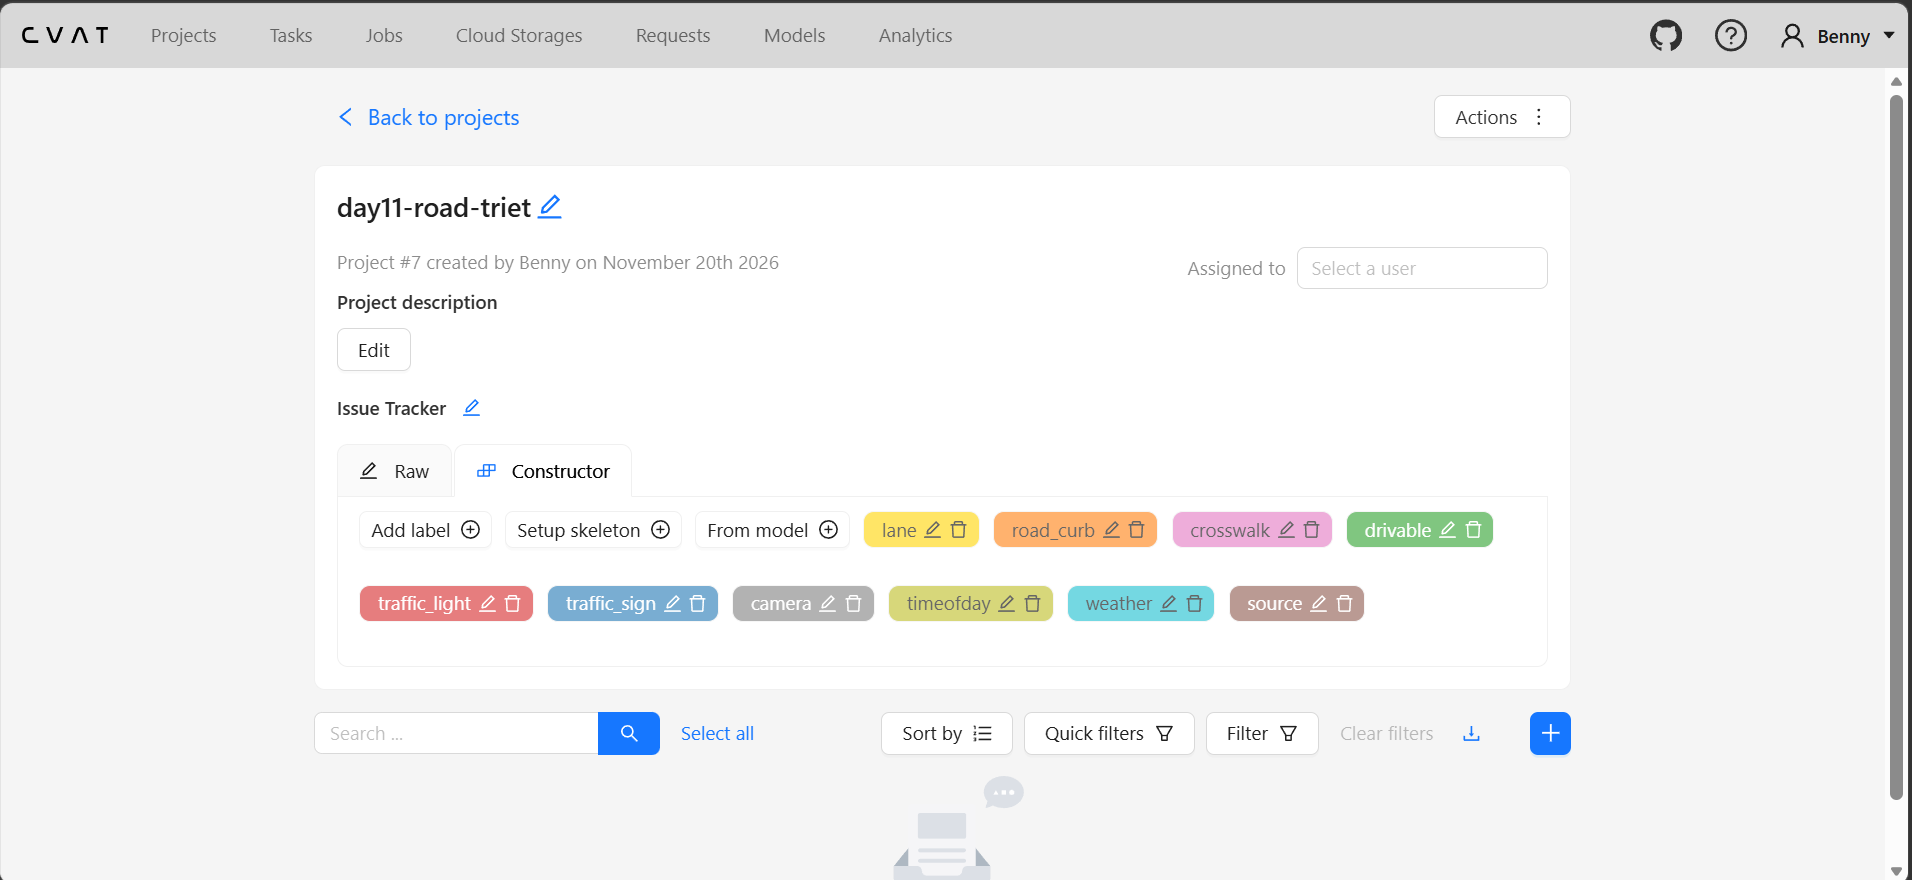 CVAT Projects Tasks Jobs Cloud Storages Requests Models Analytics Benny
Back to projects Actions
day11-road-triet
Project #7 created by Benny on November 20th 2026
Assigned to Select a user
Project description
Edit
Issue Tracker
Raw Constructor
Add label Setup skeleton From model lane road_curb crosswalk drivable
traffic_light traffic_sign camera timeofday weather source
Search ... Select all Sort by Quick filters Filter Clear filters